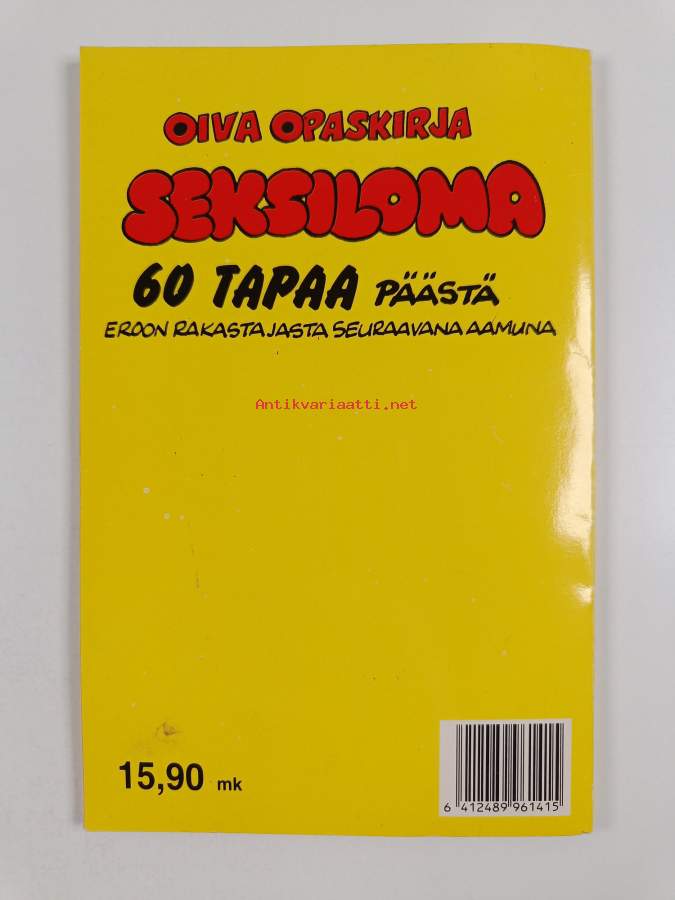 OIVA OPASKIRJA
SEKSILOMA
60 TAPAA PÄÄSTÄ
EROON RAKASTAJASTA SEURAAVANA AAMUNA
Antikvariaatti.net
15,90 mk
6 412489 961415